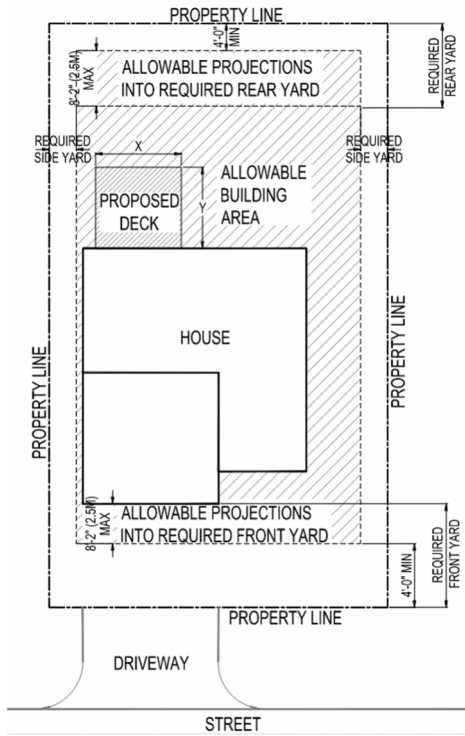 PROPERTY LINE
4'-0"
MIN
8'-2" (2.5M)
MAX
ALLOWABLE PROJECTIONS
INTO REQUIRED REAR YARD
REQUIRED
REAR YARD
REQUIRED
SIDE YARD
X
REQUIRED
SIDE YARD
ALLOWABLE
BUILDING
AREA
Y
PROPOSED
DECK
HOUSE
PROPERTY LINE
PROPERTY LINE
8'-2" (2.5M)
MAX
ALLOWABLE PROJECTIONS
INTO REQUIRED FRONT YARD
4'-0" MIN
REQUIRED
FRONT YARD
PROPERTY LINE
DRIVEWAY
STREET